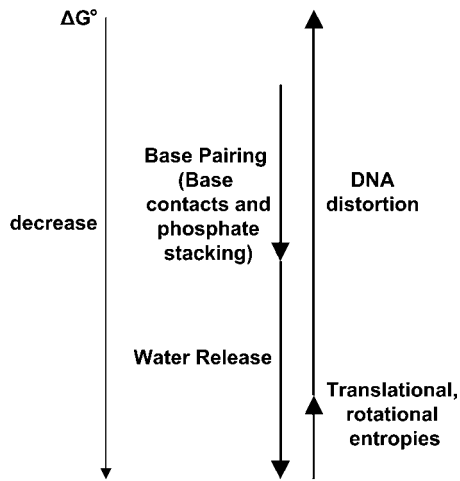 ΔG°
decrease
Base Pairing
(Base
contacts and
phosphate
stacking)
Water Release
DNA
distortion
Translational,
rotational
entropies